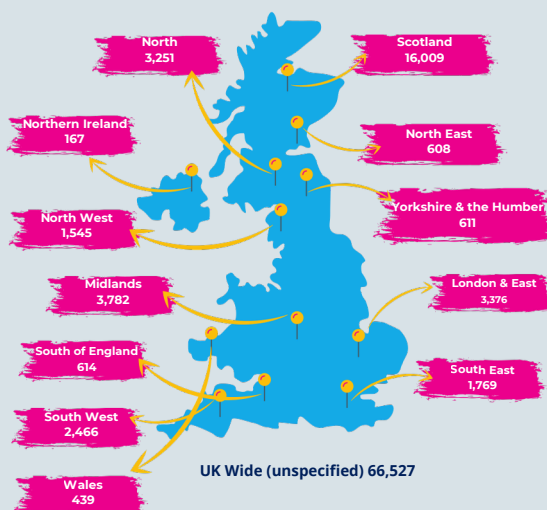 North
3,251
Scotland
16,009
Northern Ireland
167
North East
608
North West
1,545
Yorkshire & the Humber
611
Midlands
3,782
London & East
3,376
South of England
614
South East
1,769
South West
2,466
UK Wide (unspecified) 66,527
Wales
439